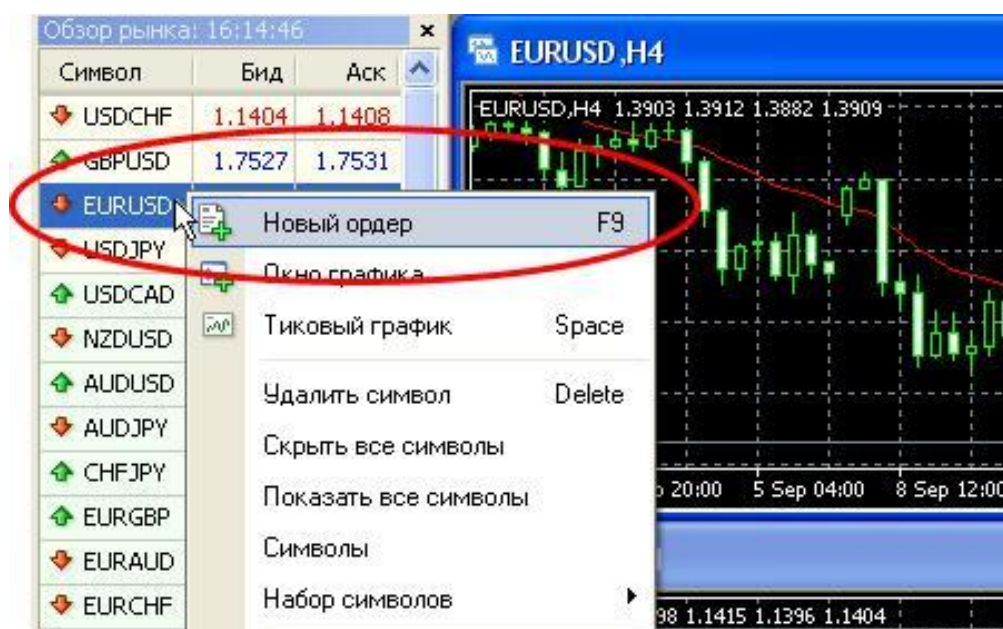 Обзор рынка: 16:14:46
Символ Бид Аск
USDCHF 1.1404 1.1408
GBPUSD 1.7527 1.7531
EURUSD
USDJPY
USDCAD
NZDUSD
AUDUSD
AUDJPY
CHFJPY
EURGBP
EURAUD
EURCHF
Новый ордер F9
Окно графика
Тиковый график Space
Удалить символ Delete
Скрыть все символы
Показать все символы
Символы
Набор символов
EURUSD,H4
EURUSD,H4 1.3903 1.3912 1.3882 1.3909
20:00 5 Sep 04:00 8 Sep 12:00
98 1.1415 1.1396 1.1404